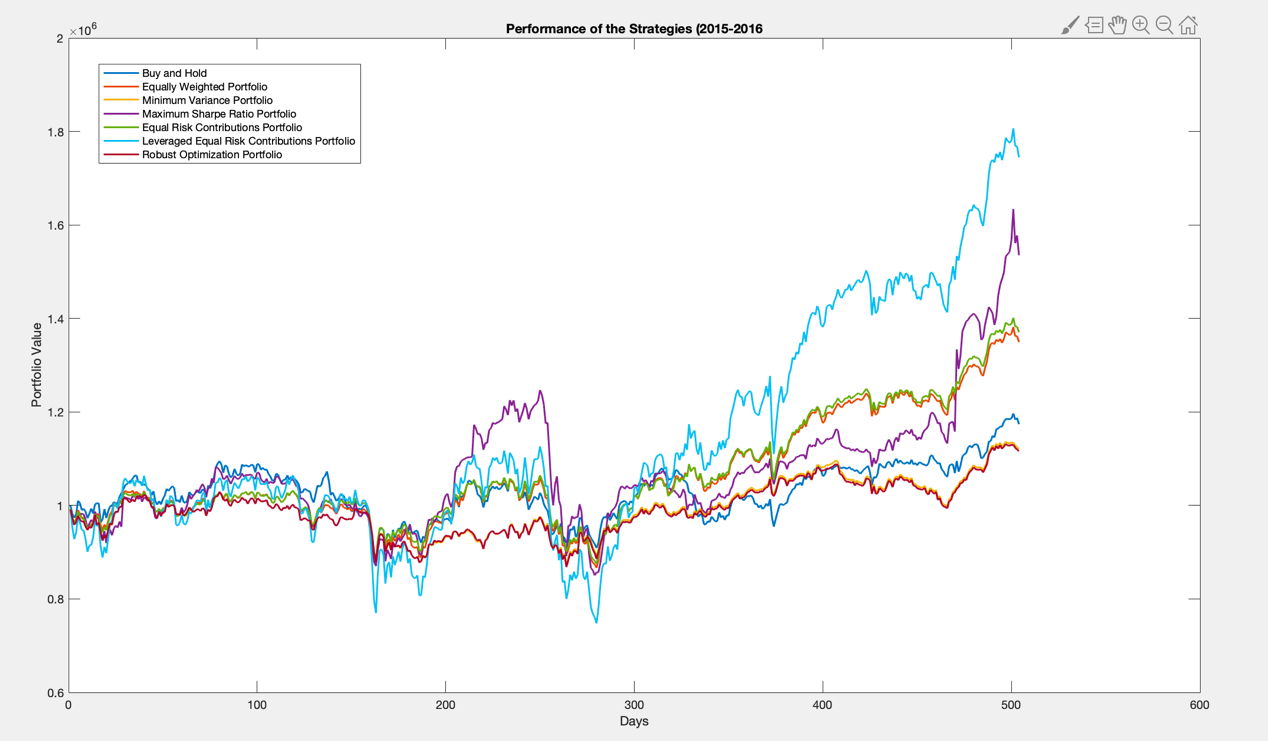 Performance of the Strategies (2015-2016
×10^6
2
1.8
1.6
1.4
1.2
1
0.8
0.6
Portfolio Value
Buy and Hold
Equally Weighted Portfolio
Minimum Variance Portfolio
Maximum Sharpe Ratio Portfolio
Equal Risk Contributions Portfolio
Leveraged Equal Risk Contributions Portfolio
Robust Optimization Portfolio
0 100 200 300 400 500 600
Days